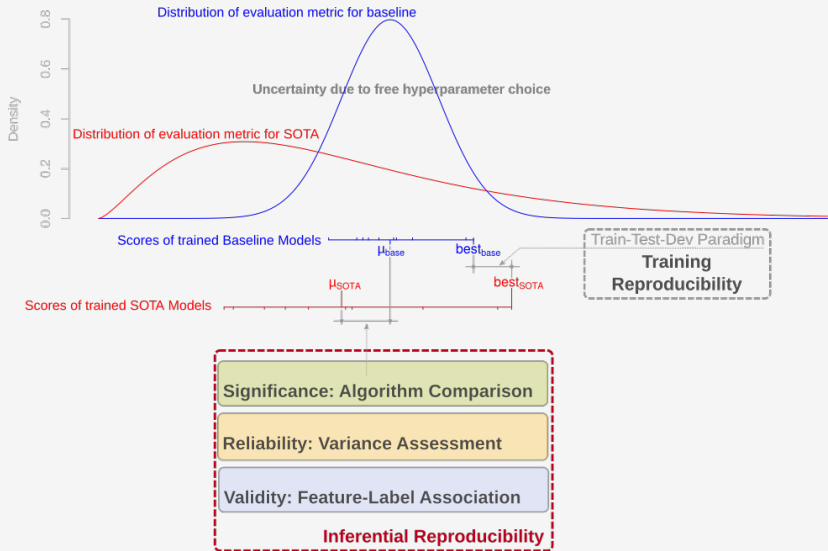 Distribution of evaluation metric for baseline
0.8
0.6
0.4
0.2
0.0
Density
Uncertainty due to free hyperparameter choice
Distribution of evaluation metric for SOTA
Scores of trained Baseline Models
μbase
bestbase
Train-Test-Dev Paradigm
Training
Reproducibility
μSOTA
bestSOTA
Scores of trained SOTA Models
Significance: Algorithm Comparison
Reliability: Variance Assessment
Validity: Feature-Label Association
Inferential Reproducibility